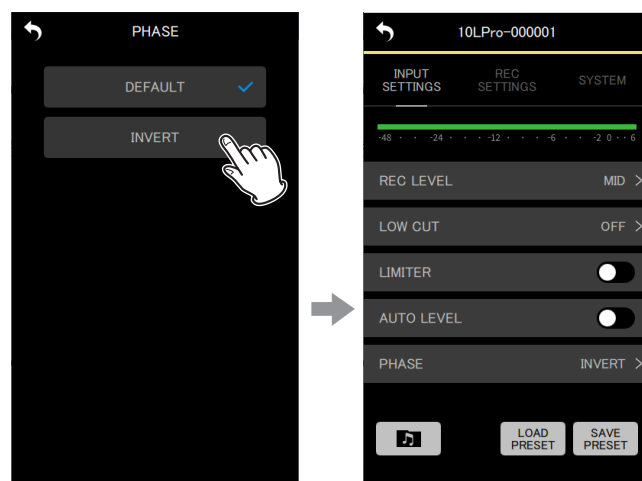 PHASE
DEFAULT
INVERT
10LPro-000001
INPUT
SETTINGS
REC
SETTINGS
SYSTEM
-48 · · -24 · · -12 · · · -6 · · -2 0 · · 6
REC LEVEL MID >
LOW CUT OFF >
LIMITER
AUTO LEVEL
PHASE INVERT >
LOAD
PRESET
SAVE
PRESET